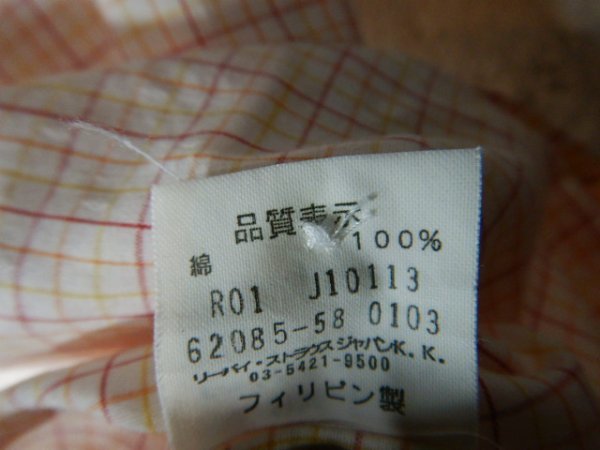 品質表示
綿 100%
R01 J10113
62085-58 0103
リーバイ・ストラウスジャパンK.K.
03-5421-9500
フィリピン製